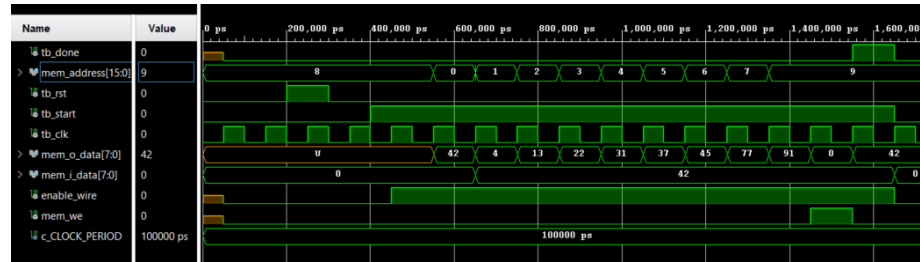 Name Value 0 ps 200,000 ps 400,000 ps 600,000 ps 800,000 ps 1,000,000 ps 1,200,000 ps 1,400,000 ps 1,600,00
tb_done 0
mem_address[15:0] 9 8 0 1 2 3 4 5 6 7 9
tb_rst 0
tb_start 0
tb_clk 0
mem_o_data[7:0] 42 U 42 4 13 22 31 37 45 77 91 0 42
mem_i_data[7:0] 0 0 42 0
enable_wire 0
mem_we 0
c_CLOCK_PERIOD 100000 ps 100000 ps